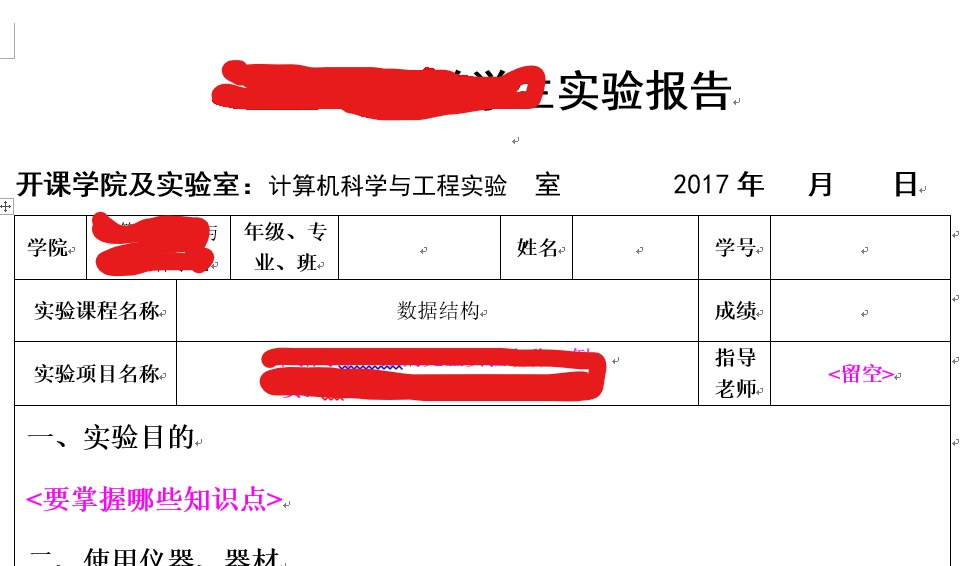 实验报告
开课学院及实验室：计算机科学与工程实验 室 2017 年 月 日
学院 年级、专业、班 姓名 学号
实验课程名称 数据结构 成绩
实验项目名称 指导老师 <留空>
一、实验目的
<要掌握哪些知识点>
二、使用仪器、器材